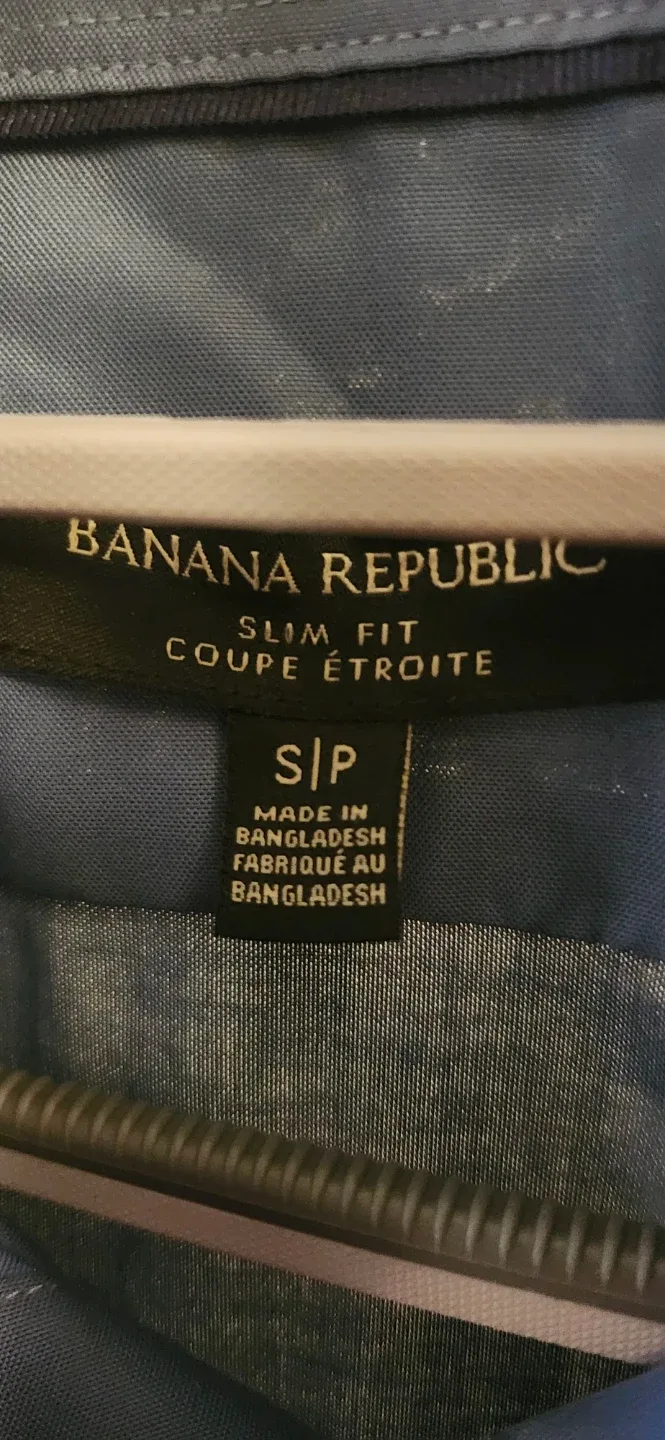 BANANA REPUBLIC
SLIM FIT
COUPE ÉTROITE
S|P
MADE IN
BANGLADESH
FABRIQUÉ AU
BANGLADESH